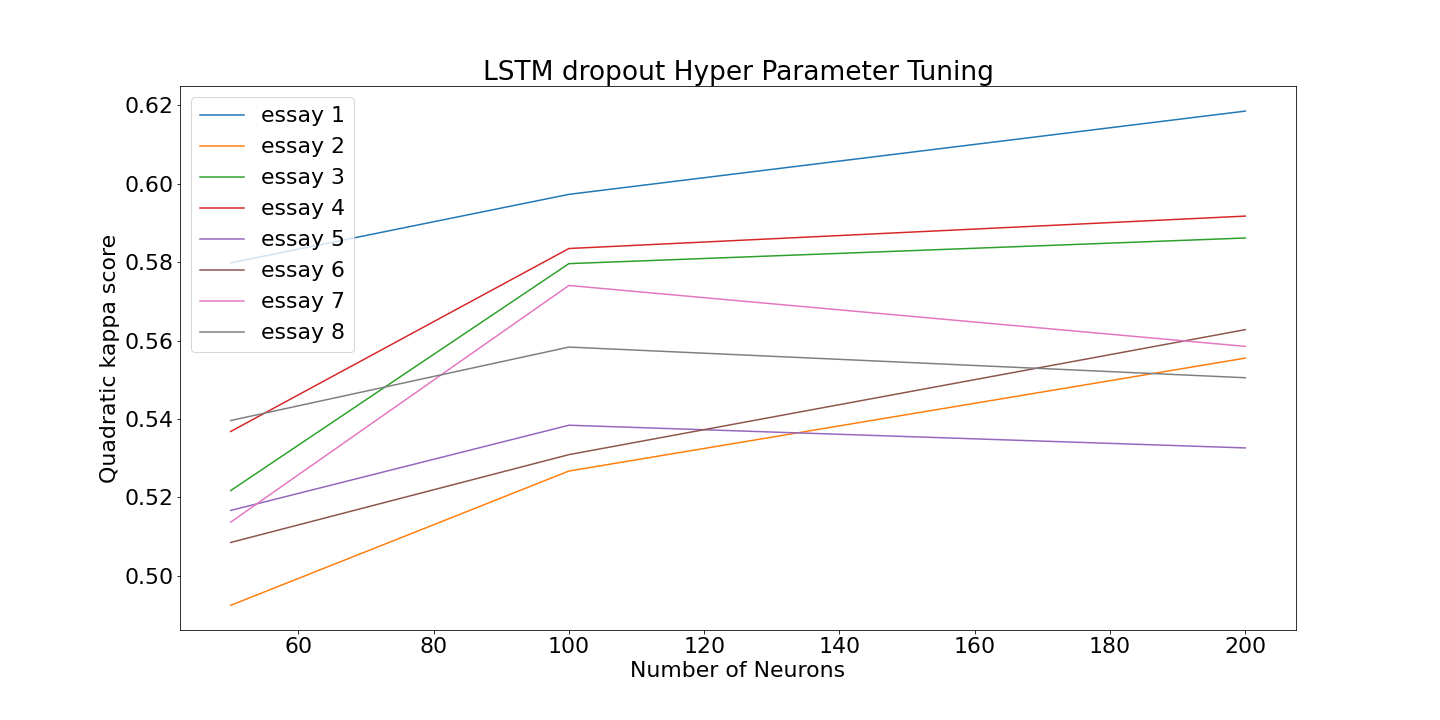 LSTM dropout Hyper Parameter Tuning
0.62
0.60
0.58
0.56
0.54
0.52
0.50
Quadratic kappa score
essay 1
essay 2
essay 3
essay 4
essay 5
essay 6
essay 7
essay 8
60 80 100 120 140 160 180 200
Number of Neurons